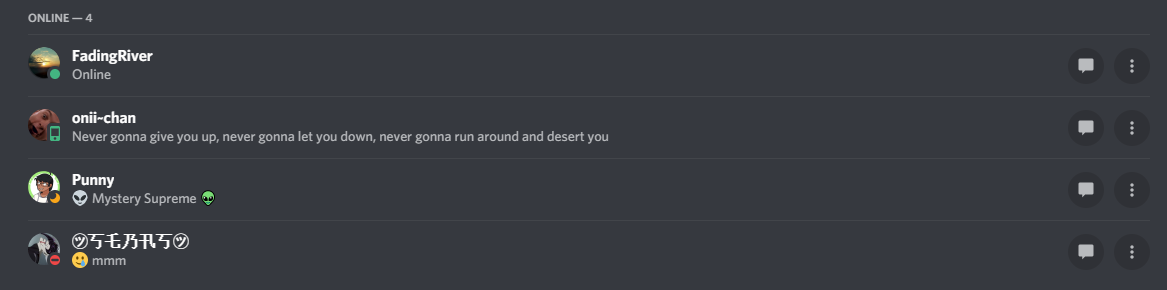 ONLINE — 4
FadingRiver
Online
onii~chan
Never gonna give you up, never gonna let you down, never gonna run around and desert you
Punny
👽 Mystery Supreme 👽
㋡丂乇乃卂丂㋡
🥲 mmm